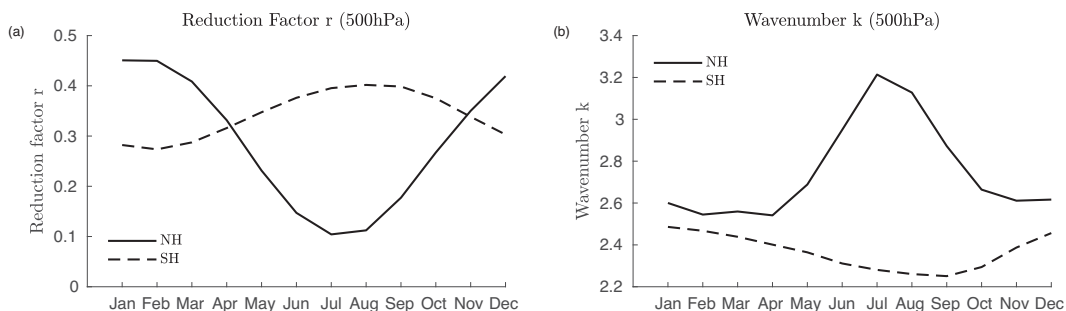 Reduction Factor r (500hPa)
(a)
0.5
0.4
0.3
0.2
0.1
0
Reduction factor r
NH
SH
Jan Feb Mar Apr May Jun Jul Aug Sep Oct Nov Dec
Wavenumber k (500hPa)
(b)
3.4
3.2
3
2.8
2.6
2.4
2.2
Wavenumber k
NH
SH
Jan Feb Mar Apr May Jun Jul Aug Sep Oct Nov Dec